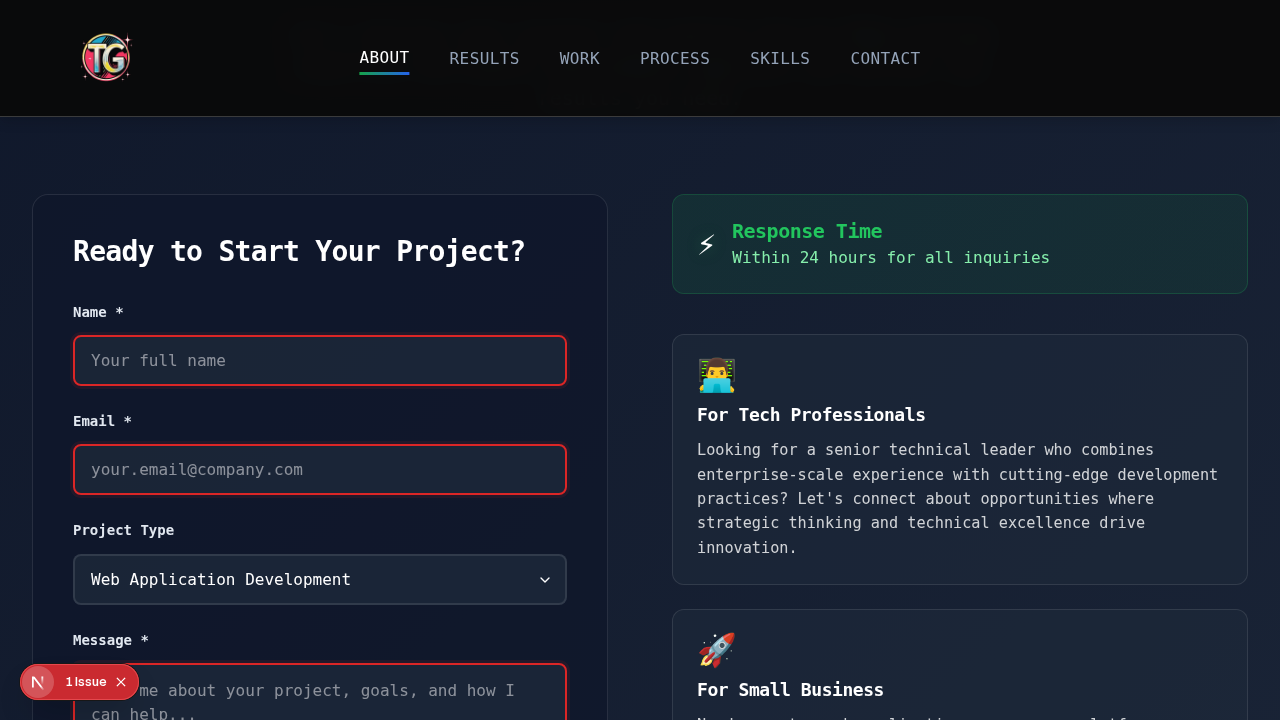 TG
ABOUT
RESULTS
WORK
PROCESS
SKILLS
CONTACT
Ready to Start Your Project?
Name *
Your full name
Email *
your.email@company.com
Project Type
Web Application Development
Message *
me about your project, goals, and how I
can help...
N
1 Issue
Response Time
Within 24 hours for all inquiries
For Tech Professionals
Looking for a senior technical leader who combines
enterprise-scale experience with cutting-edge development
practices? Let's connect about opportunities where
strategic thinking and technical excellence drive
innovation.
For Small Business